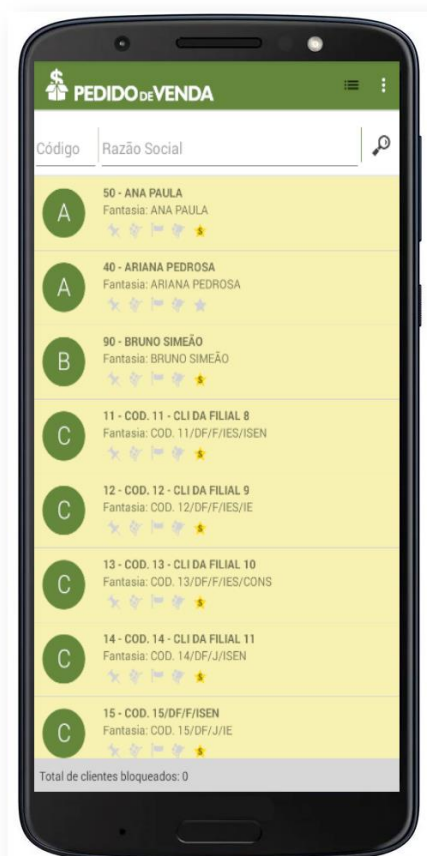 PEDIDO DE VENDA
Código Razão Social
A
50 - ANA PAULA
Fantasia: ANA PAULA
A
40 - ARIANA PEDROSA
Fantasia: ARIANA PEDROSA
B
90 - BRUNO SIMEÃO
Fantasia: BRUNO SIMEÃO
C
11 - COD. 11 - CLI DA FILIAL 8
Fantasia: COD. 11/DF/F/IES/ISEN
C
12 - COD. 12 - CLI DA FILIAL 9
Fantasia: COD. 12/DF/F/IES/IE
C
13 - COD. 13 - CLI DA FILIAL 10
Fantasia: COD. 13/DF/F/IES/CONS
C
14 - COD. 14 - CLI DA FILIAL 11
Fantasia: COD. 14/DF/J/ISEN
C
15 - COD. 15/DF/F/ISEN
Fantasia: COD. 15/DF/J/IE
Total de clientes bloqueados: 0